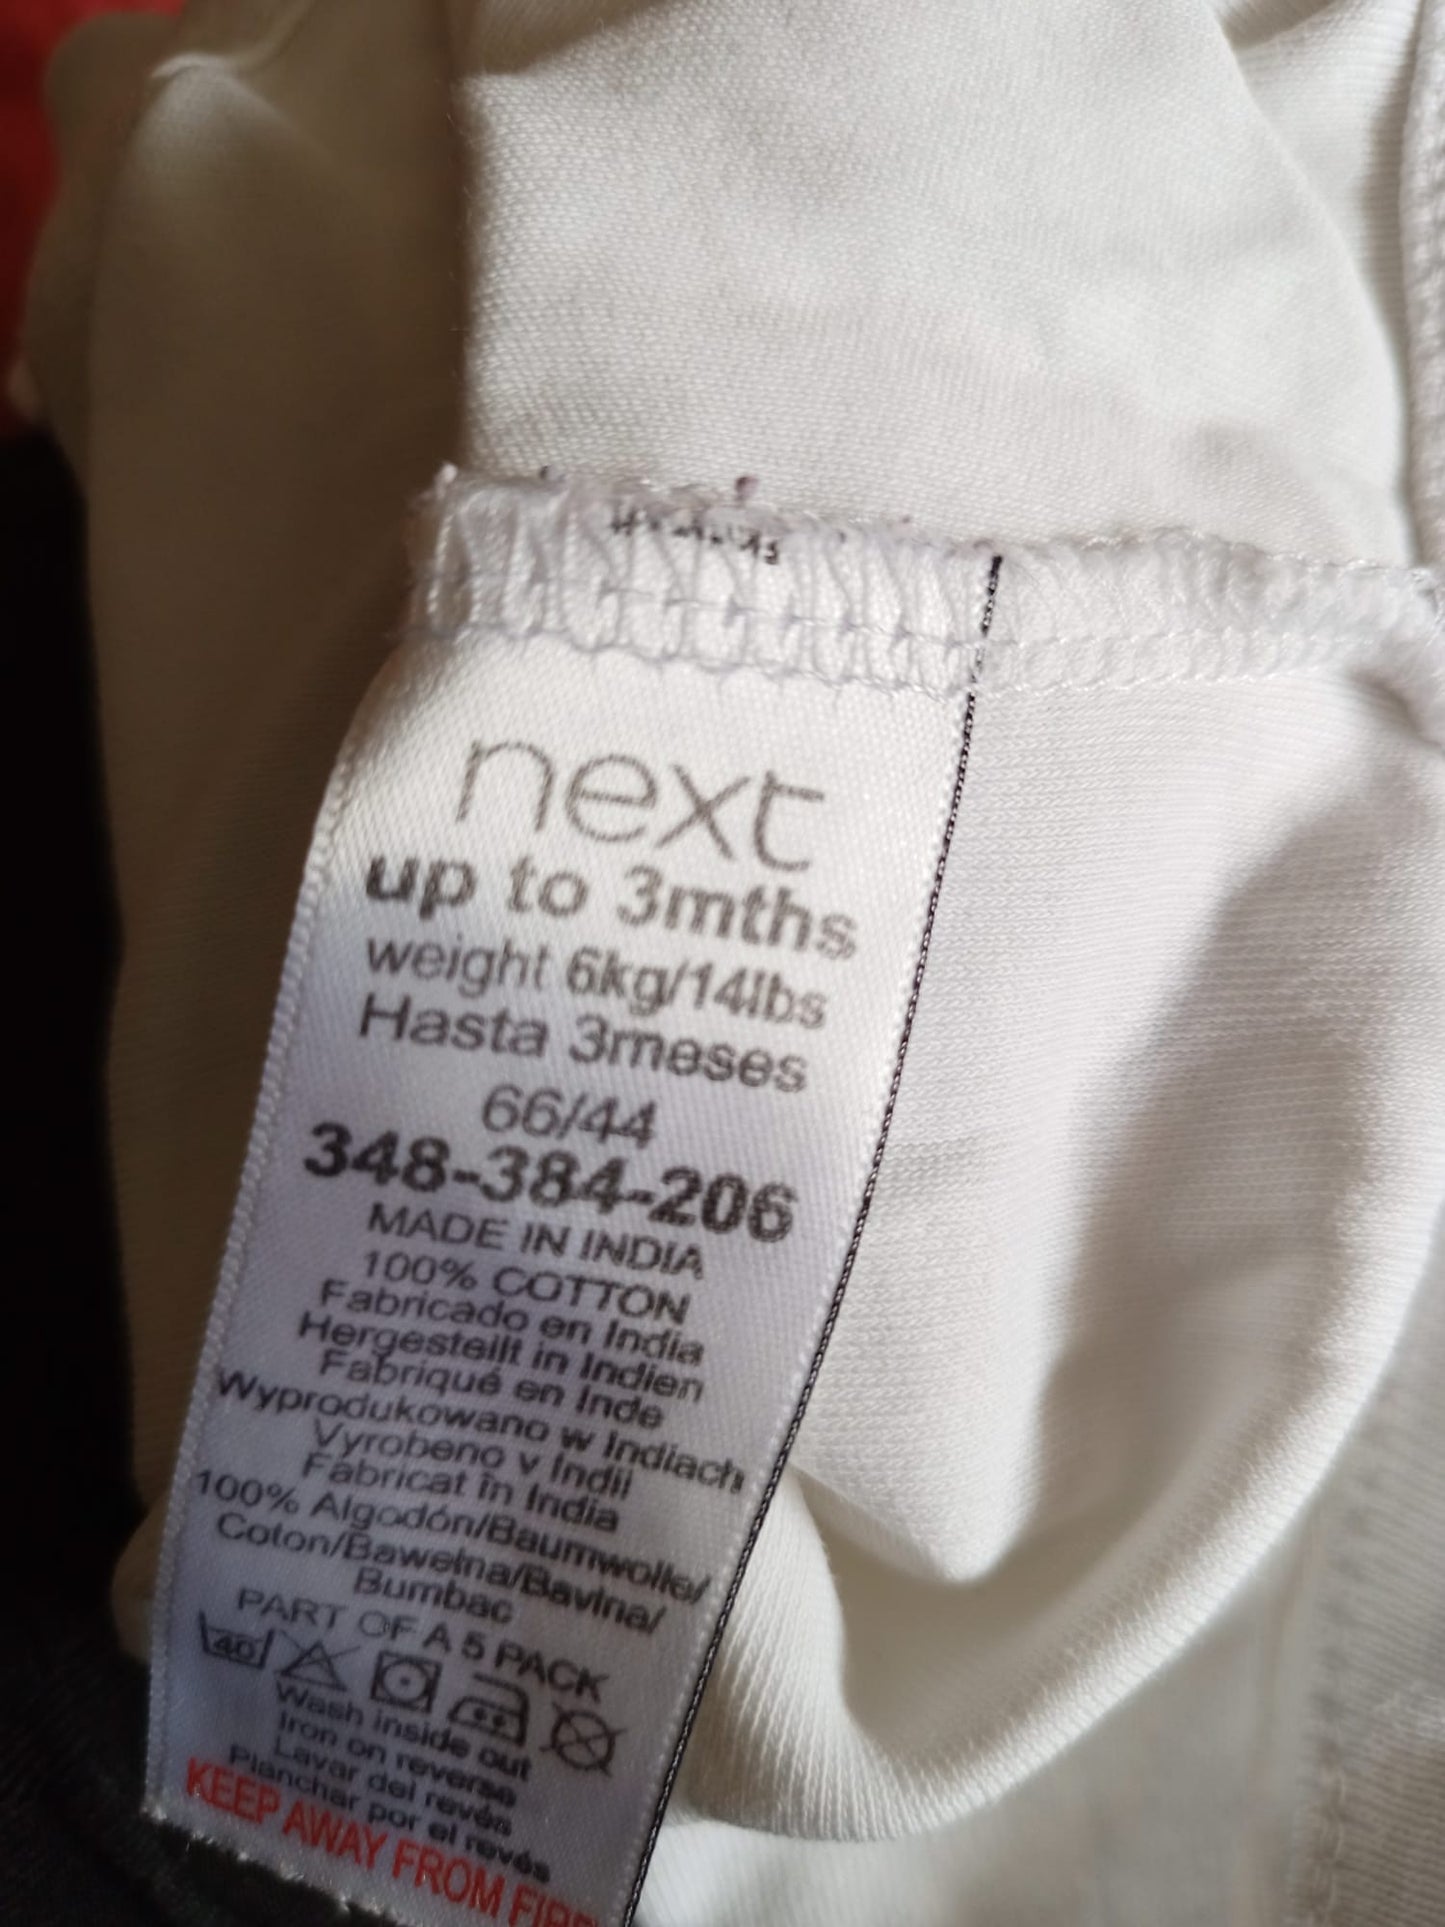 next
up to 3mths
weight 6kg/14lbs
Hasta 3meses
66/44
348-384-206
MADE IN INDIA
100% COTTON
Fabricado en India
Hergestellt in Indien
Fabriqué en Inde
Wyprodukowano w Indiach
Vyrobeno v Indii
Fabricat în India
100% Algodón/Baumwolle/
Coton/Bawełna/Bavlna/
Bumbac
PART OF A 5 PACK
40
Wash inside out
Iron on reverse
Lavar del revés
Planchar por el revés
KEEP AWAY FROM FIRE